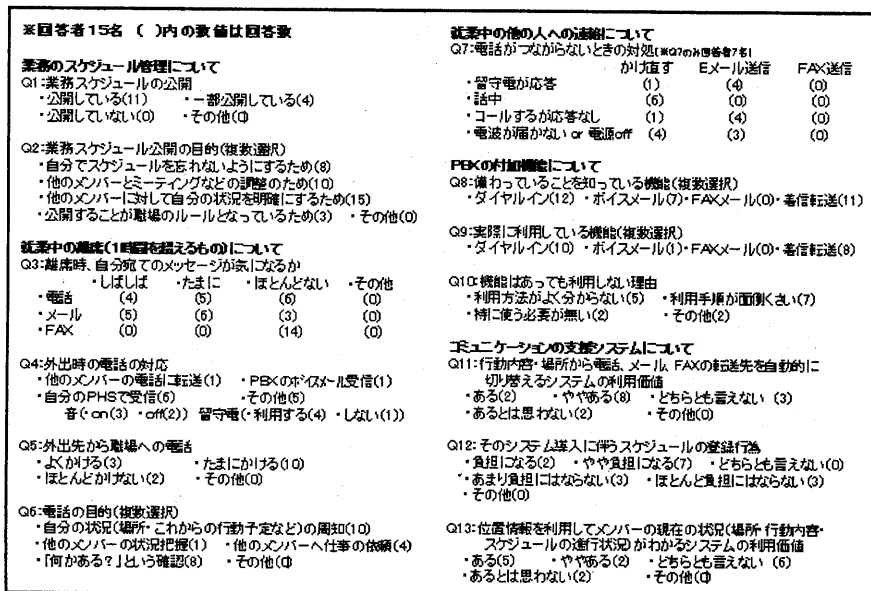 ※回答者15名 ( )内の数値は回答数
業務のスケジュール管理について
Q1:業務スケジュールの公開
・公開している(11) ・一部公開している(4)
・公開していない(0) ・その他(0)
Q2:業務スケジュール公開の目的(複数選択)
・自分でスケジュールを忘れないようにするため(8)
・他のメンバーとミーティングなどの調整のため(10)
・他のメンバーに対して自分の状況を明確にするため(15)
・公開することが職場のルールとなっているため(3) ・その他(0)
就業中の離席(1時間を超えるもの)について
Q3:離席時、自分宛てのメッセージが気になるか
・しばしば ・たまに ・ほとんどない ・その他
・電話 (4) (5) (6) (0)
・メール (5) (6) (3) (0)
・FAX (0) (0) (14) (0)
Q4:外出時の電話の対応
・他のメンバーの電話に転送(1) ・PBXのボイスメール受信(1)
・自分のPHSで受信(6) ・その他(5)
音(・on(3) ・off(2)) 留守電(・利用する(4) ・しない(1))
Q5:外出先から職場への電話
・よくかける(3) ・たまにかける(10)
・ほとんどかけない(2) ・その他(0)
Q6:電話の目的(複数選択)
・自分の状況(場所・これからの行動予定など)の周知(10)
・他のメンバーの状況把握(1) ・他のメンバーへ仕事の依頼(4)
・「何かある?」という確認(8) ・その他(0)
就業中の他の人への連絡について
Q7:電話がつながらないときの対処(※Q7のみ回答者7名)
かけ直す Eメール送信 FAX送信
・留守電が応答 (1) (4) (0)
・話中 (6) (0) (0)
・コールするが応答なし (1) (4) (0)
・電波が届かない or 電源off (4) (3) (0)
PBXの付加機能について
Q8:備わっていることを知っている機能(複数選択)
・ダイヤルイン(12) ・ボイスメール(7)・FAXメール(0)・着信転送(11)
Q9:実際に利用している機能(複数選択)
・ダイヤルイン(10) ・ボイスメール(1)・FAXメール(0)・着信転送(8)
Q10:機能はあっても利用しない理由
・利用方法がよく分からない(5) ・利用手順が面倒くさい(7)
・特に使う必要が無い(2) ・その他(2)
コミュニケーションの支援システムについて
Q11:行動内容・場所から電話、メール、FAXの転送先を自動的に
切り替えるシステムの利用価値
・ある(2) ・ややある(8) ・どちらとも言えない (3)
・あるとは思わない(2) ・その他(0)
Q12:そのシステム導入に伴うスケジュールの登録行為
・負担になる(2) ・やや負担になる(7) ・どちらとも言えない(0)
・あまり負担にはならない(3) ・ほとんど負担にはならない(3)
・その他(0)
Q13:位置情報を利用してメンバーの現在の状況(場所・行動内容・
スケジュールの進行状況)がわかるシステムの利用価値
・ある(5) ・ややある(2) ・どちらとも言えない (6)
・あるとは思わない(2) ・その他(0)